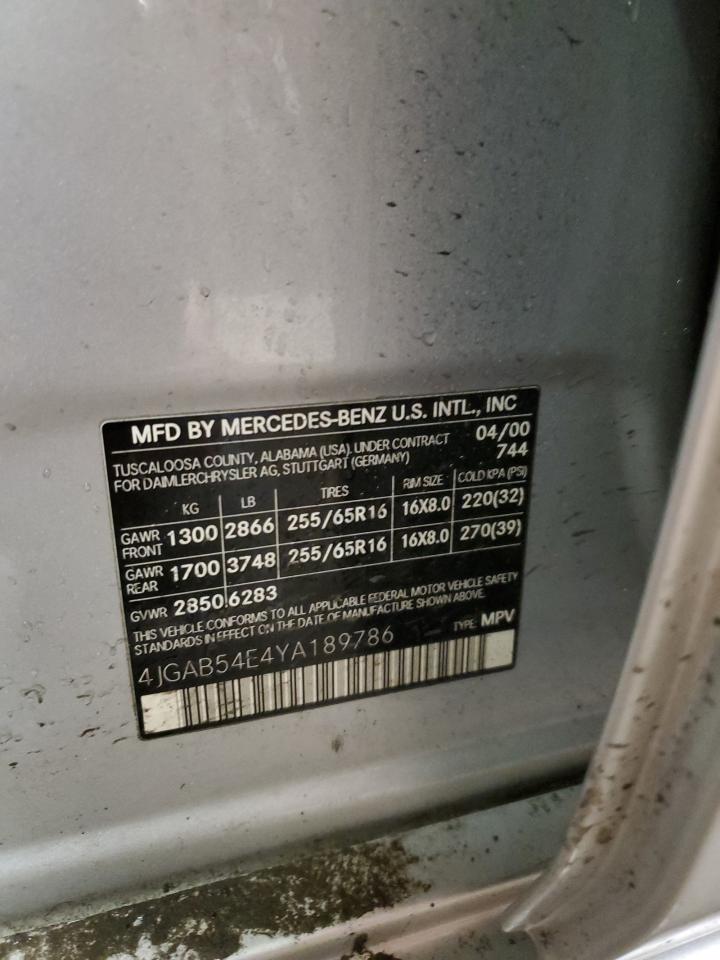 MFD BY MERCEDES-BENZ U.S. INTL., INC
TUSCALOOSA COUNTY, ALABAMA (USA). UNDER CONTRACT 04/00
FOR DAIMLERCHRYSLER AG, STUTTGART (GERMANY) 744
KG LB TIRES RIM SIZE COLD KPA (PSI)
GAWR FRONT 1300 2866 255/65R16 16X8.0 220(32)
GAWR REAR 1700 3748 255/65R16 16X8.0 270(39)
GVWR 2850 6283
THIS VEHICLE CONFORMS TO ALL APPLICABLE FEDERAL MOTOR VEHICLE SAFETY
STANDARDS IN EFFECT ON THE DATE OF MANUFACTURE SHOWN ABOVE.
4JGAB54E4YA189786 TYPE: MPV